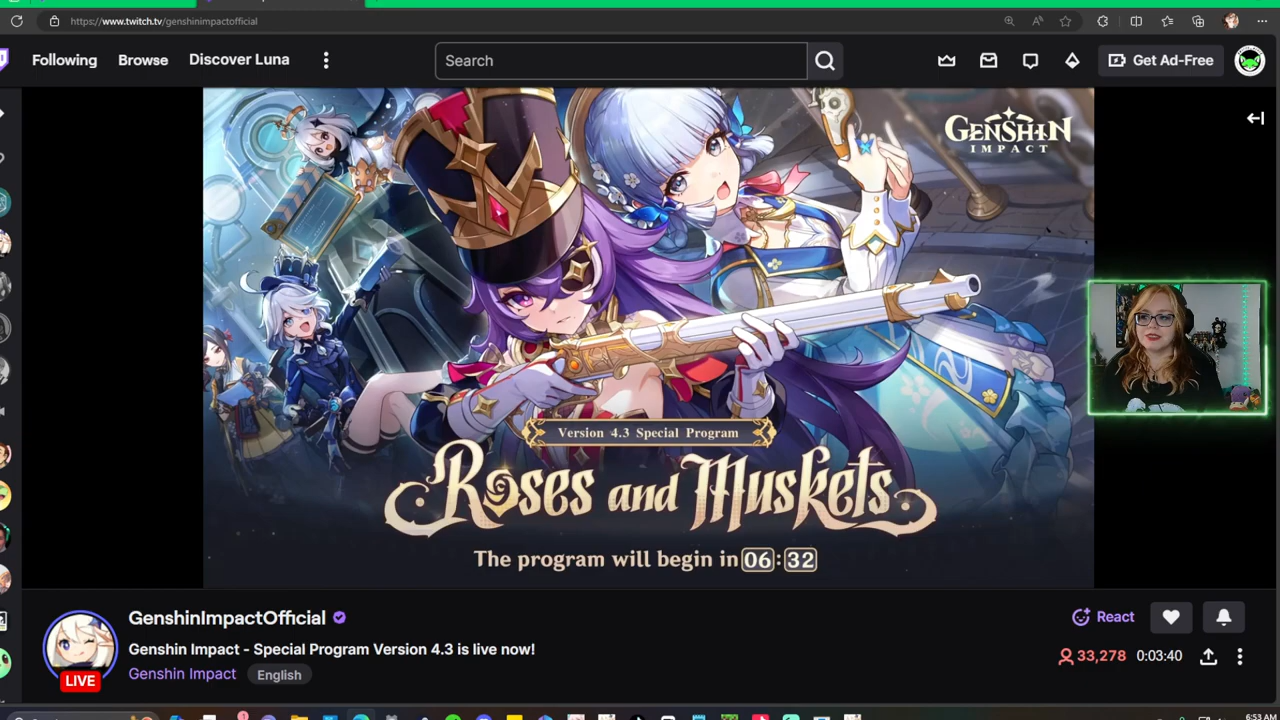 https://www.twitch.tv/genshinimpactofficial
Following
Browse
Discover Luna
Search
Get Ad-Free
GENSHIN
IMPACT
Version 4.3 Special Program
Roses and Muskets
The program will begin in 06:32
GenshinImpactOfficial
React
Genshin Impact - Special Program Version 4.3 is live now!
33,278
0:03:40
Genshin Impact
English
LIVE
6:53 AM